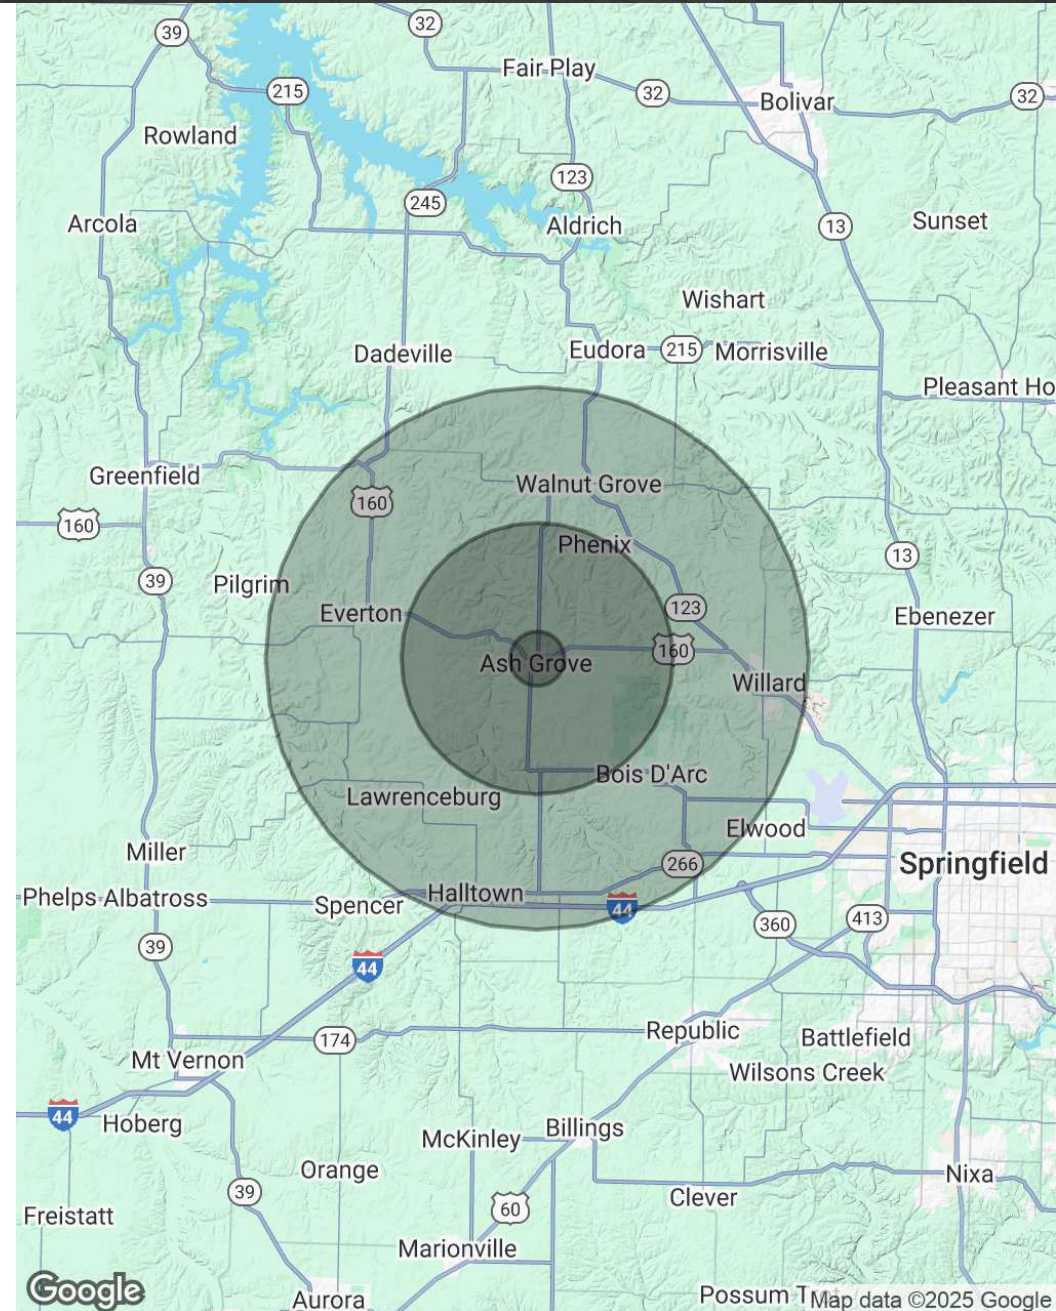 39
32
215
Fair Play
32
Bolivar
32
Rowland
123
245
Arcola
Aldrich
13
Sunset
Wishart
Dadeville
Eudora
215
Morrisville
Pleasant Ho
Greenfield
Walnut Grove
160
160
Phenix
13
39
Pilgrim
Everton
123
Ebenezer
Ash Grove
160
Willard
Bois D'Arc
Lawrenceburg
Elwood
Miller
266
Springfield
Phelps
Albatross
Spencer
Halltown
44
360
413
39
44
174
Republic
Battlefield
Mt Vernon
Wilsons Creek
44
Hoberg
McKinley
Billings
Orange
39
Clever
Nixa
60
Freistatt
Marionville
Google
Aurora
Possum T
Map data ©2025 Google